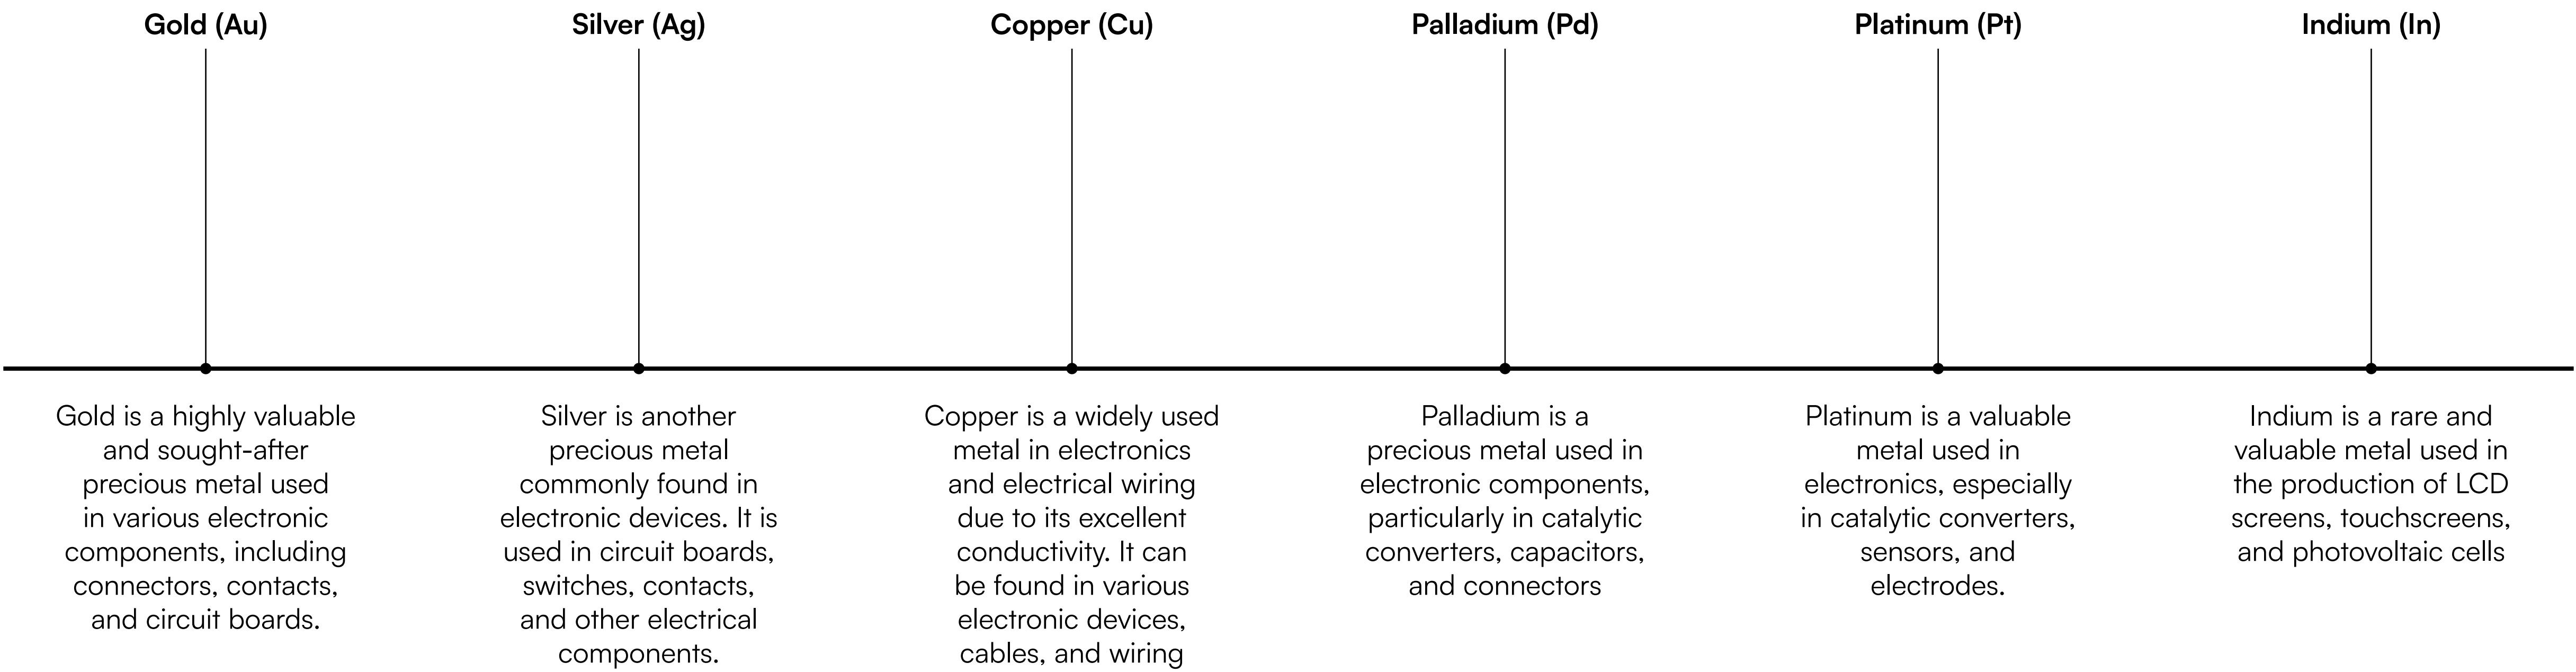 Gold (Au)
Silver (Ag)
Copper (Cu)
Palladium (Pd)
Platinum (Pt)
Indium (In)
Gold is a highly valuable
and sought-after
precious metal used
in various electronic
components, including
connectors, contacts,
and circuit boards.
Silver is another
precious metal
commonly found in
electronic devices. It is
used in circuit boards,
switches, contacts,
and other electrical
components.
Copper is a widely used
metal in electronics
and electrical wiring
due to its excellent
conductivity. It can
be found in various
electronic devices,
cables, and wiring
Palladium is a
precious metal used in
electronic components,
particularly in catalytic
converters, capacitors,
and connectors
Platinum is a valuable
metal used in
electronics, especially
in catalytic converters,
sensors, and
electrodes.
Indium is a rare and
valuable metal used in
the production of LCD
screens, touchscreens,
and photovoltaic cells